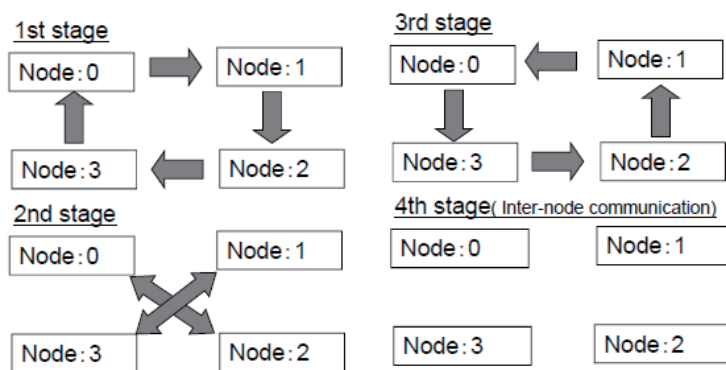 1st stage
Node:0
Node:1
Node:3
Node:2
2nd stage
Node:0
Node:1
Node:3
Node:2
3rd stage
Node:0
Node:1
Node:3
Node:2
4th stage( Inter-node communication)
Node:0
Node:1
Node:3
Node:2